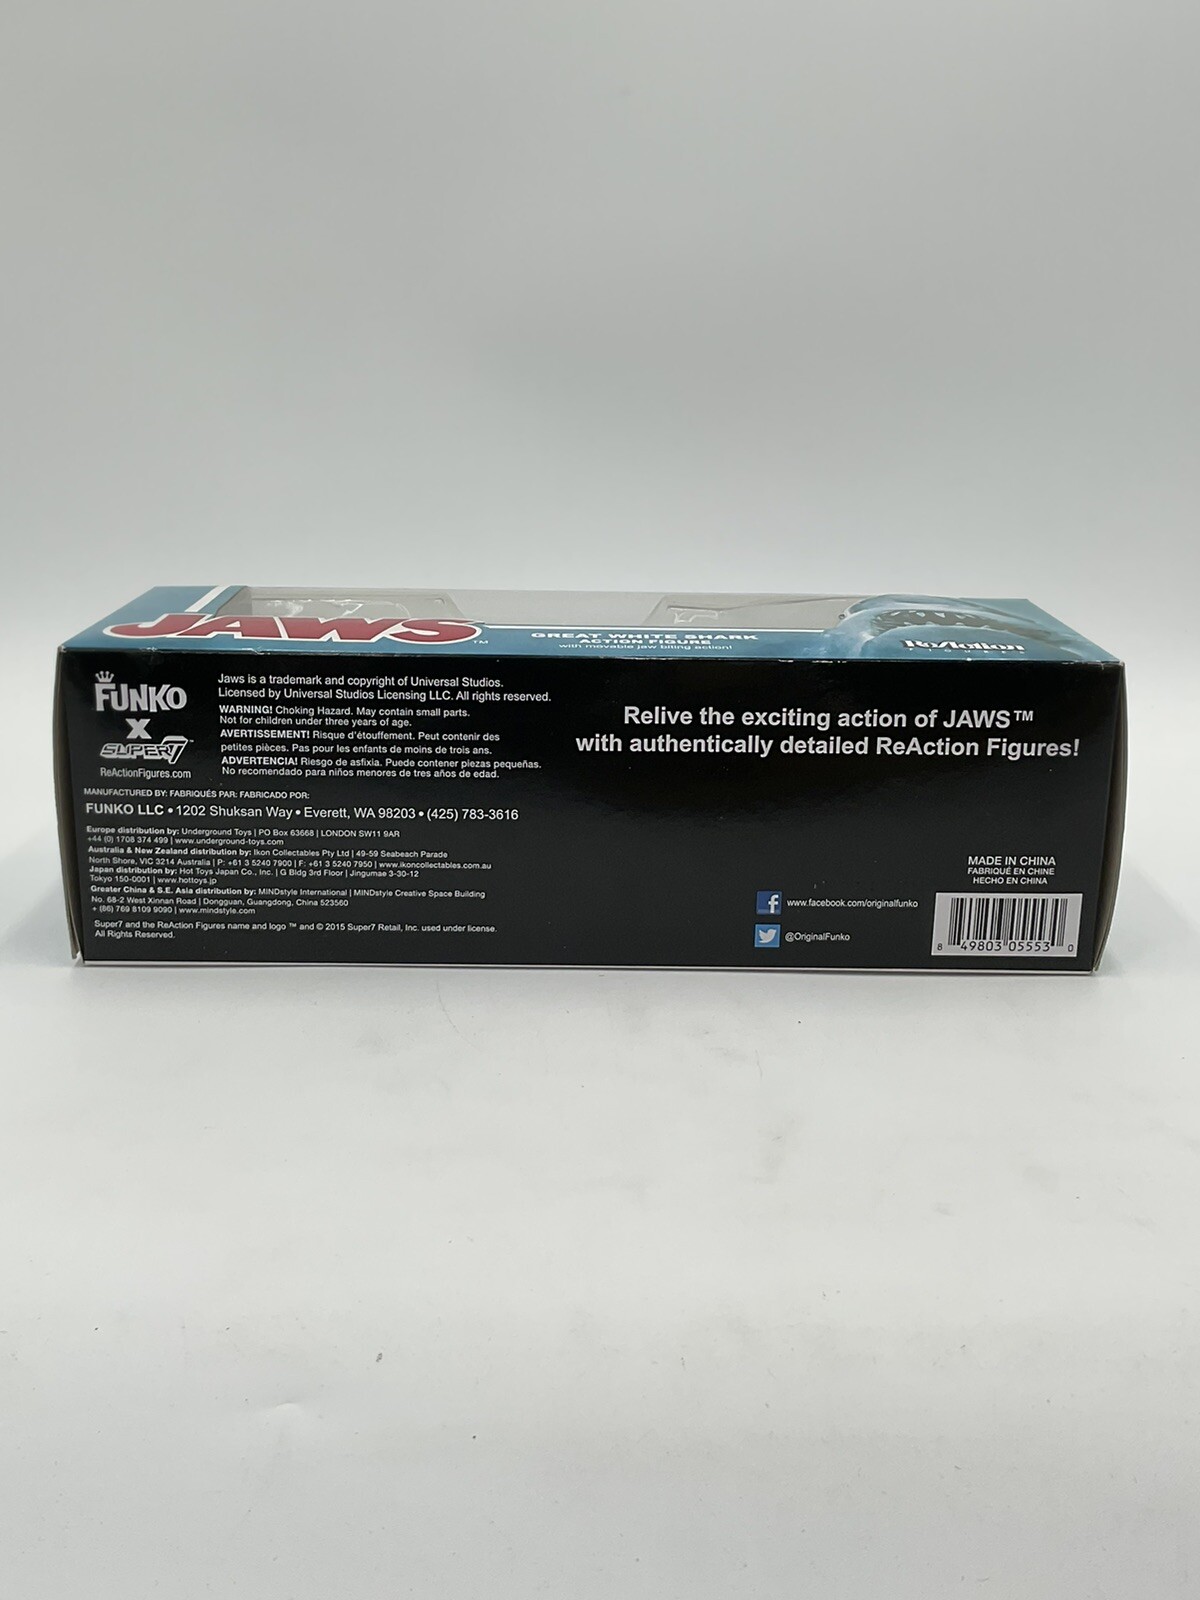 JAWS™
GREAT WHITE SHARK
ACTION FIGURE
with movable jaw biting action!
ReAction
FIGURES
FUNKO
X
SUPER7™
ReActionFigures.com
Jaws is a trademark and copyright of Universal Studios.
Licensed by Universal Studios Licensing LLC. All rights reserved.
WARNING! Choking Hazard. May contain small parts.
Not for children under three years of age.
AVERTISSEMENT! Risque d'étouffement. Peut contenir des
petites pièces. Pas pour les enfants de moins de trois ans.
ADVERTENCIA! Riesgo de asfixia. Puede contener piezas pequeñas.
No recomendado para niños menores de tres años de edad.
MANUFACTURED BY: FABRIQUÉS PAR: FABRICADO POR:
FUNKO LLC • 1202 Shuksan Way • Everett, WA 98203 • (425) 783-3616
Europe distribution by: Underground Toys | PO Box 63668 | LONDON SW11 9AR
+44 (0) 1708 374 499 | www.underground-toys.com
Australia & New Zealand distribution by: Ikon Collectables Pty Ltd | 49-59 Seabeach Parade
North Shore, VIC 3214 Australia | P: +61 3 5240 7900 | F: +61 3 5240 7950 | www.ikoncollectables.com.au
Japan distribution by: Hot Toys Japan Co., Inc. | G Bldg 3rd Floor | Jingumae 3-30-12
Tokyo 150-0001 | www.hottoys.jp
Greater China & S.E. Asia distribution by: MINDstyle International | MINDstyle Creative Space Building
No. 68-2 West Xinnan Road | Dongguan, Guangdong, China 523560
+ (86) 769 8109 9090 | www.mindstyle.com
Super7 and the ReAction Figures name and logo ™ and © 2015 Super7 Retail, Inc. used under license.
All Rights Reserved.
Relive the exciting action of JAWS™
with authentically detailed ReAction Figures!
www.facebook.com/originalfunko
@OriginalFunko
MADE IN CHINA
FABRIQUÉ EN CHINE
HECHO EN CHINA
8 49803 05553 0